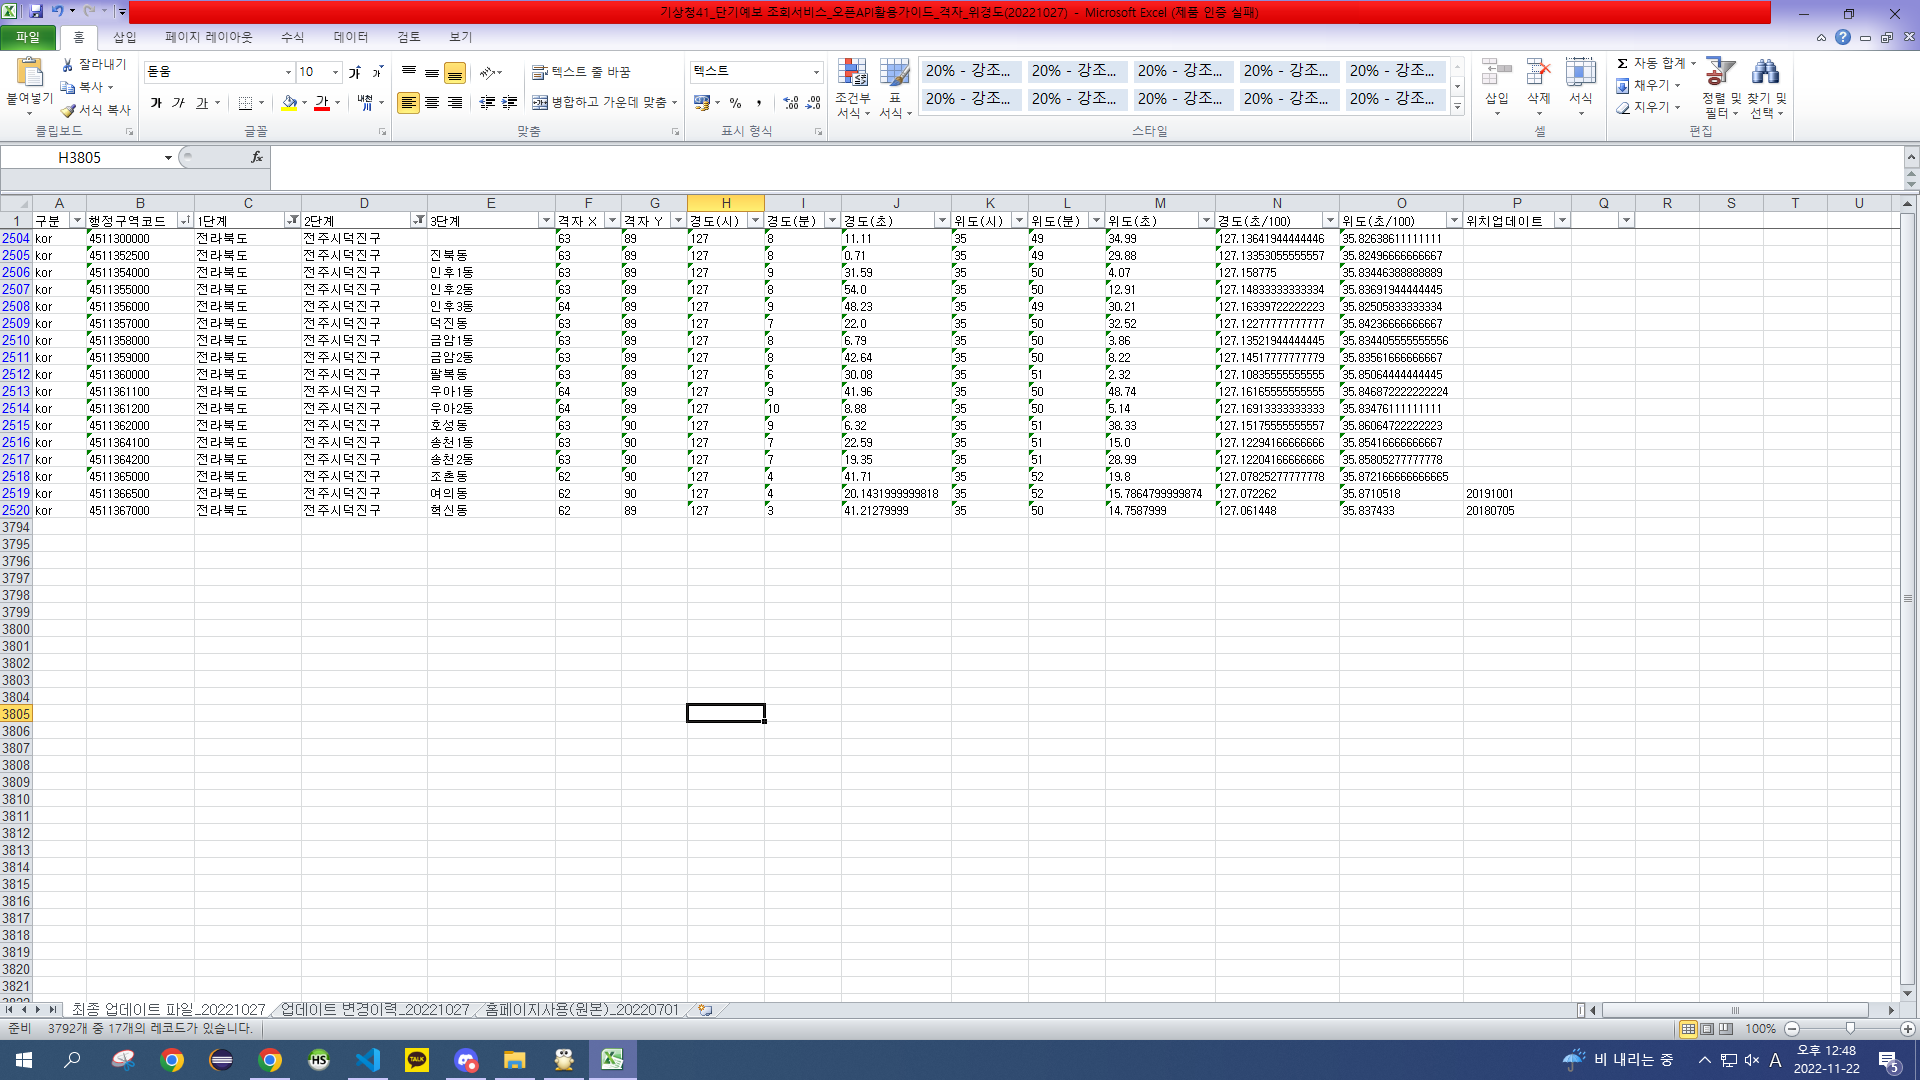 기상청41_단기예보 조회서비스_오픈API활용가이드_격자_위경도(20221027) - Microsoft Excel (제품 인증 실패)
파일 홈 삽입 페이지 레이아웃 수식 데이터 검토 보기
붙여넣기 잘라내기 복사 서식 복사 클립보드
돋움 10 가 가 가 글꼴
텍스트 줄 바꿈 병합하고 가운데 맞춤 맞춤
텍스트 % , 표시 형식
조건부 서식 표 서식
20% - 강조... 20% - 강조... 20% - 강조... 20% - 강조... 20% - 강조...
20% - 강조... 20% - 강조... 20% - 강조... 20% - 강조... 20% - 강조...
스타일
삽입 삭제 서식 셀
Σ 자동 합계 채우기 지우기 정렬 및 필터 찾기 및 선택 편집
H3805 fx
A B C D E F G H I J K L M N O P Q R S T U
1 구분 행정구역코드 1단계 2단계 3단계 격자 X 격자 Y 경도(시) 경도(분) 경도(초) 위도(시) 위도(분) 위도(초) 경도(초/100) 위도(초/100) 위치업데이트
2504 kor 4511300000 전라북도 전주시덕진구 63 89 127 8 11.11 35 49 34.99 127.13641944444446 35.82638611111111
2505 kor 4511352500 전라북도 전주시덕진구 진북동 63 89 127 8 0.71 35 49 29.88 127.13353055555557 35.82496666666667
2506 kor 4511354000 전라북도 전주시덕진구 인후1동 63 89 127 9 31.59 35 50 4.07 127.158775 35.83446388888889
2507 kor 4511355000 전라북도 전주시덕진구 인후2동 63 89 127 8 54.0 35 50 12.91 127.14833333333334 35.83691944444445
2508 kor 4511356000 전라북도 전주시덕진구 인후3동 64 89 127 9 48.23 35 49 30.21 127.16339722222223 35.82505833333334
2509 kor 4511357000 전라북도 전주시덕진구 덕진동 63 89 127 7 22.0 35 50 32.52 127.12277777777777 35.84236666666667
2510 kor 4511358000 전라북도 전주시덕진구 금암1동 63 89 127 8 6.79 35 50 3.86 127.13521944444445 35.834405555555556
2511 kor 4511359000 전라북도 전주시덕진구 금암2동 63 89 127 8 42.64 35 50 8.22 127.14517777777779 35.83561666666667
2512 kor 4511360000 전라북도 전주시덕진구 팔복동 63 89 127 6 30.08 35 51 2.32 127.10835555555555 35.85064444444445
2513 kor 4511361100 전라북도 전주시덕진구 우아1동 64 89 127 9 41.96 35 50 48.74 127.16165555555555 35.846872222222224
2514 kor 4511361200 전라북도 전주시덕진구 우아2동 64 89 127 10 8.88 35 50 5.14 127.16913333333333 35.83476111111111
2515 kor 4511362000 전라북도 전주시덕진구 호성동 63 90 127 9 6.32 35 51 38.33 127.15175555555557 35.86064722222223
2516 kor 4511364100 전라북도 전주시덕진구 송천1동 63 90 127 7 22.59 35 51 15.0 127.12294166666666 35.85416666666667
2517 kor 4511364200 전라북도 전주시덕진구 송천2동 63 90 127 7 19.35 35 51 28.99 127.12204166666666 35.85805277777778
2518 kor 4511365000 전라북도 전주시덕진구 조촌동 62 90 127 4 41.71 35 52 19.8 127.07825277777778 35.872166666666665
2519 kor 4511366500 전라북도 전주시덕진구 여의동 62 90 127 4 20.1431999999818 35 52 15.7864799999874 127.072262 35.8710518 20191001
2520 kor 4511367000 전라북도 전주시덕진구 혁신동 62 89 127 3 41.21279999 35 50 14.7587999 127.061448 35.837433 20180705
3794
3795
3796
3797
3798
3799
3800
3801
3802
3803
3804
3805
3806
3807
3808
3809
3810
3811
3812
3813
3814
3815
3816
3817
3818
3819
3820
3821
최종 업데이트 파일_20221027 업데이트 변경이력_20221027 홈페이지사용(원본)_20220701
준비 3792개 중 17개의 레코드가 있습니다. 100%
HS TALK 비 내리는 중 A 오후 12:48
2022-11-22 5